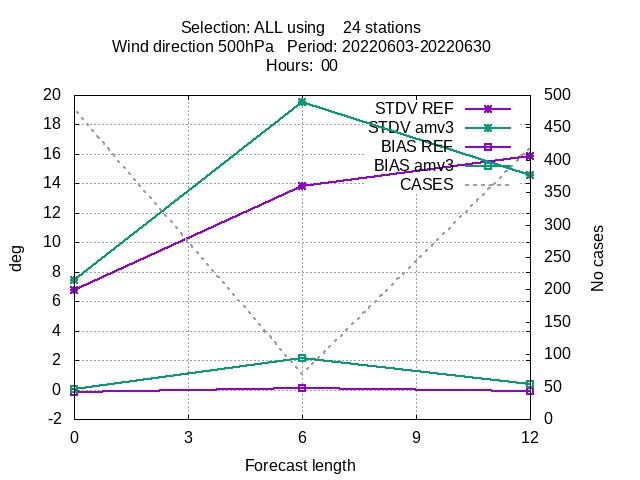 Selection: ALL using    24 stations
Wind direction 500hPa   Period: 20220603-20220630
Hours:  00
20
18
16
14
12
10
8
6
4
2
0
-2
500
450
400
350
300
250
200
150
100
50
0
STDV REF
STDV amv3
BIAS REF
BIAS amv3
CASES
deg
No cases
0
3
6
9
12
Forecast length